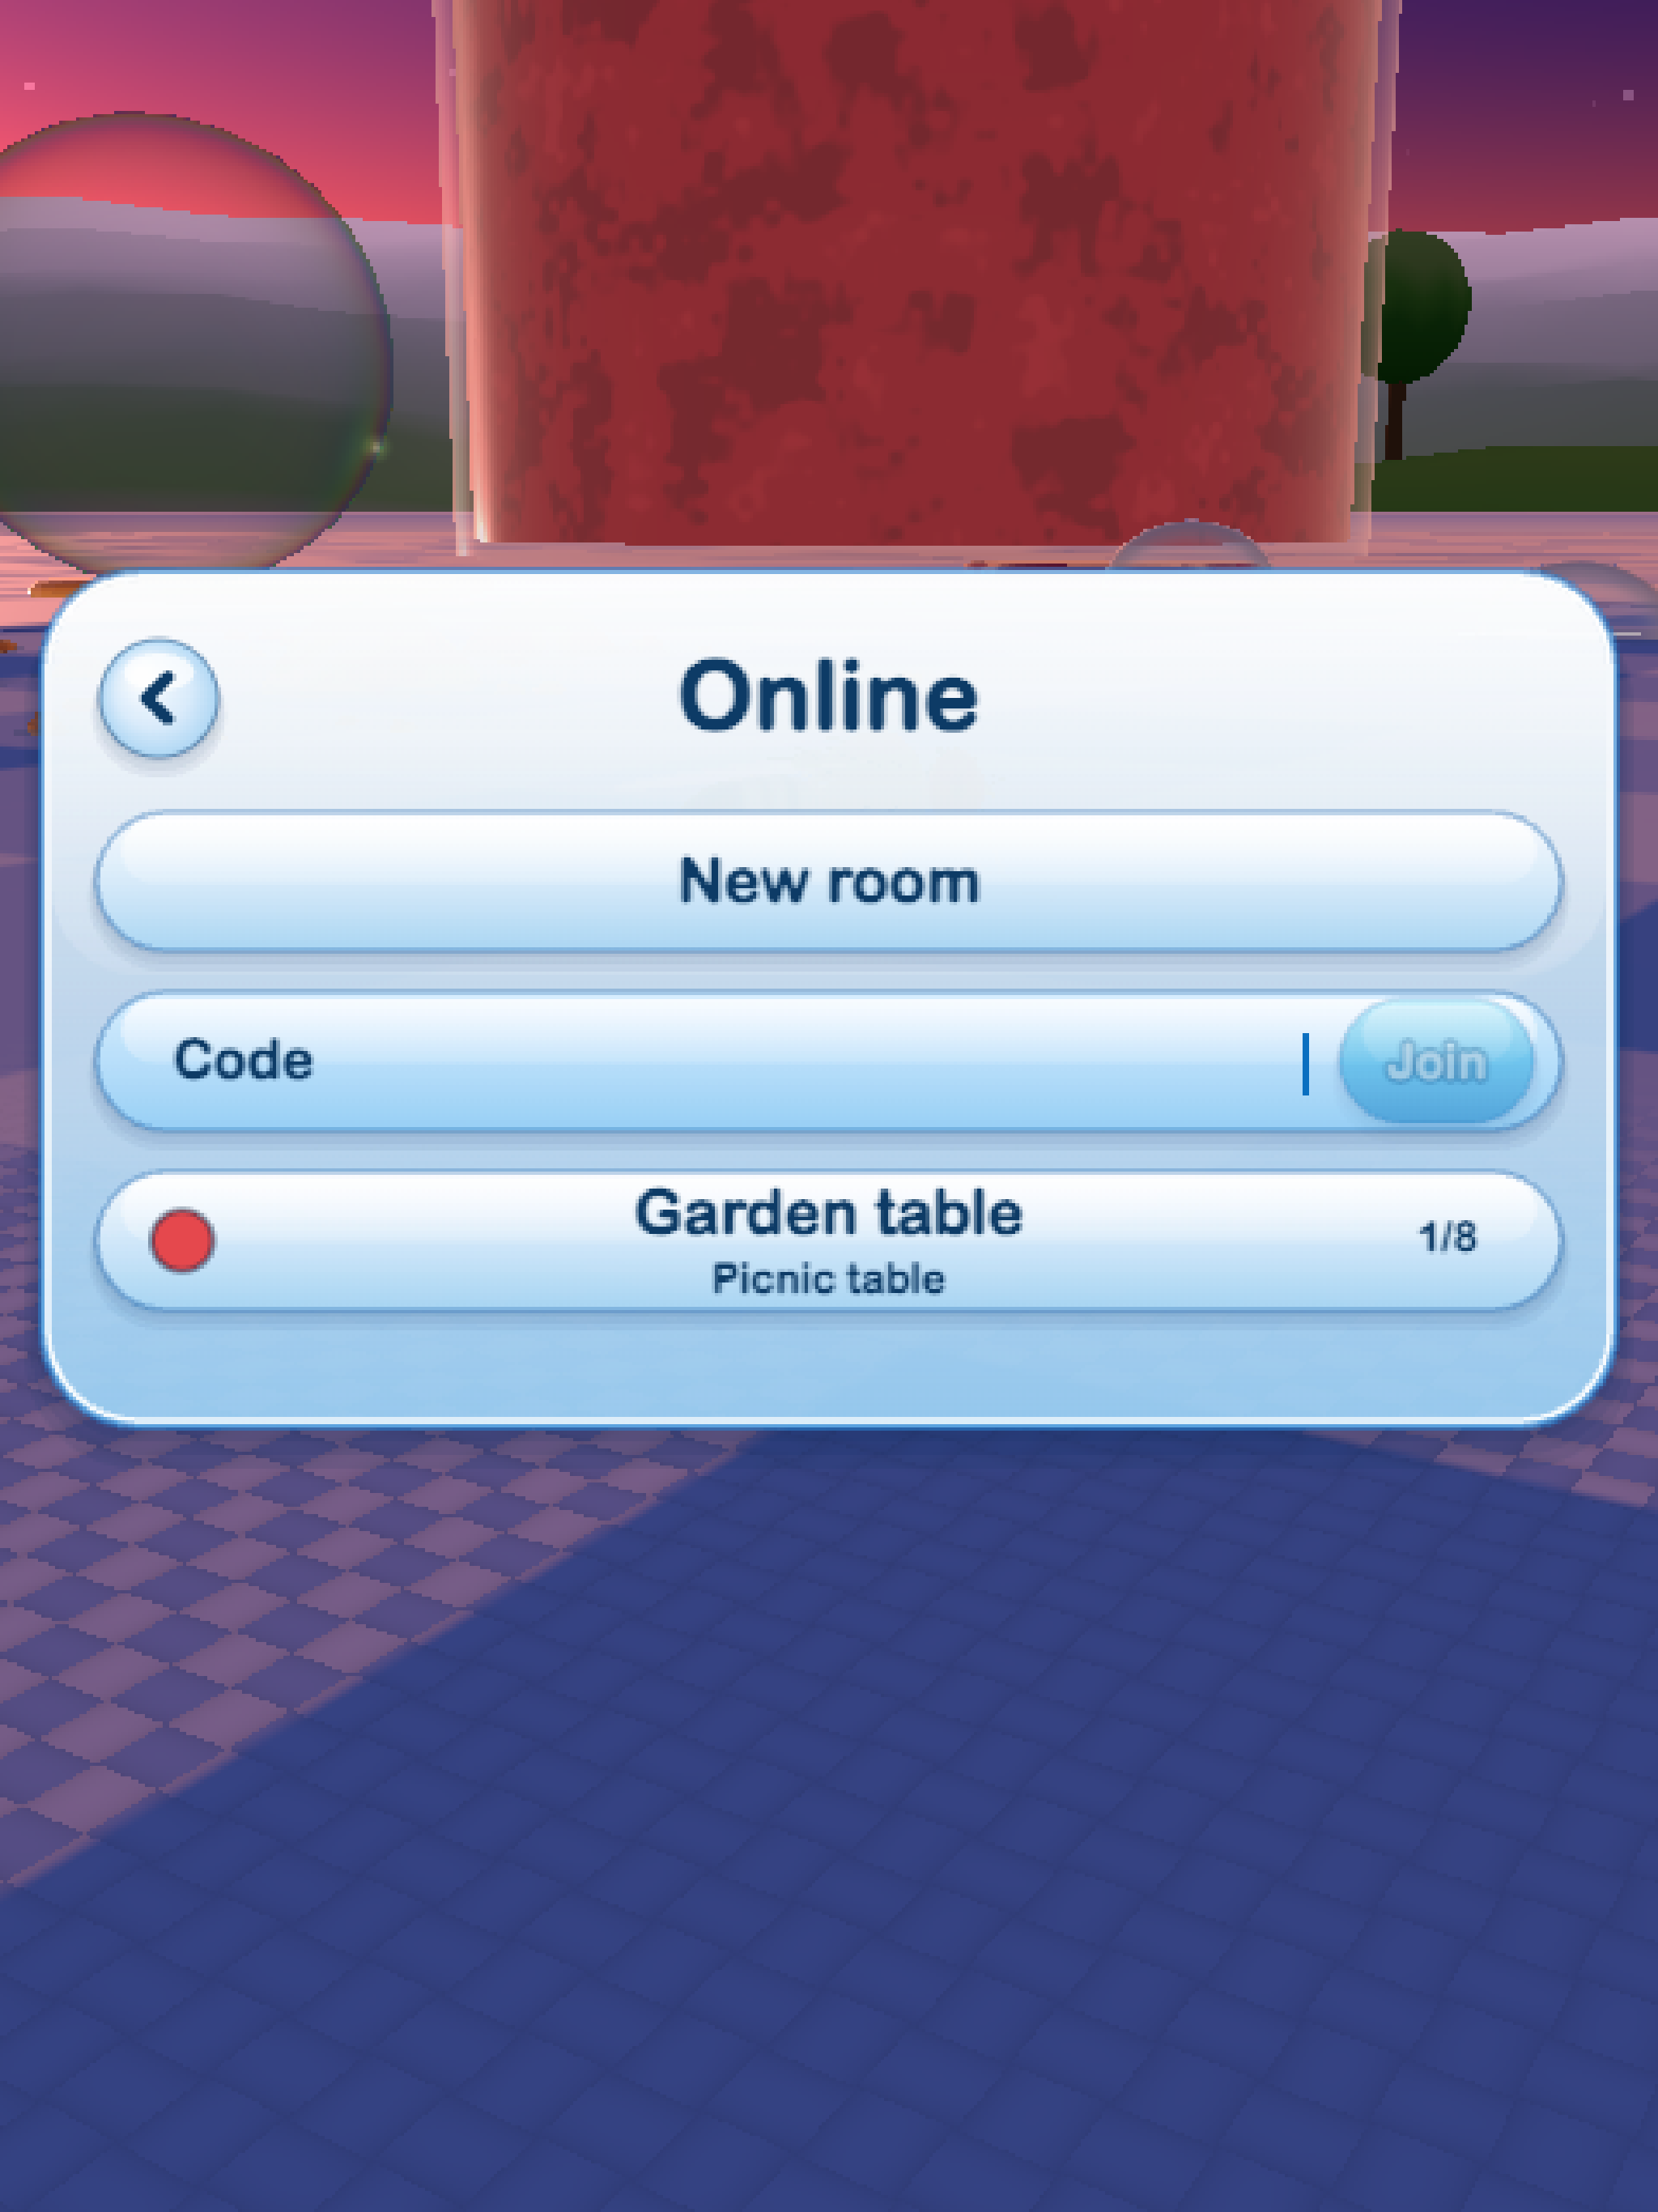 Online
New room
Code
Join
Garden table
1/8
Picnic table